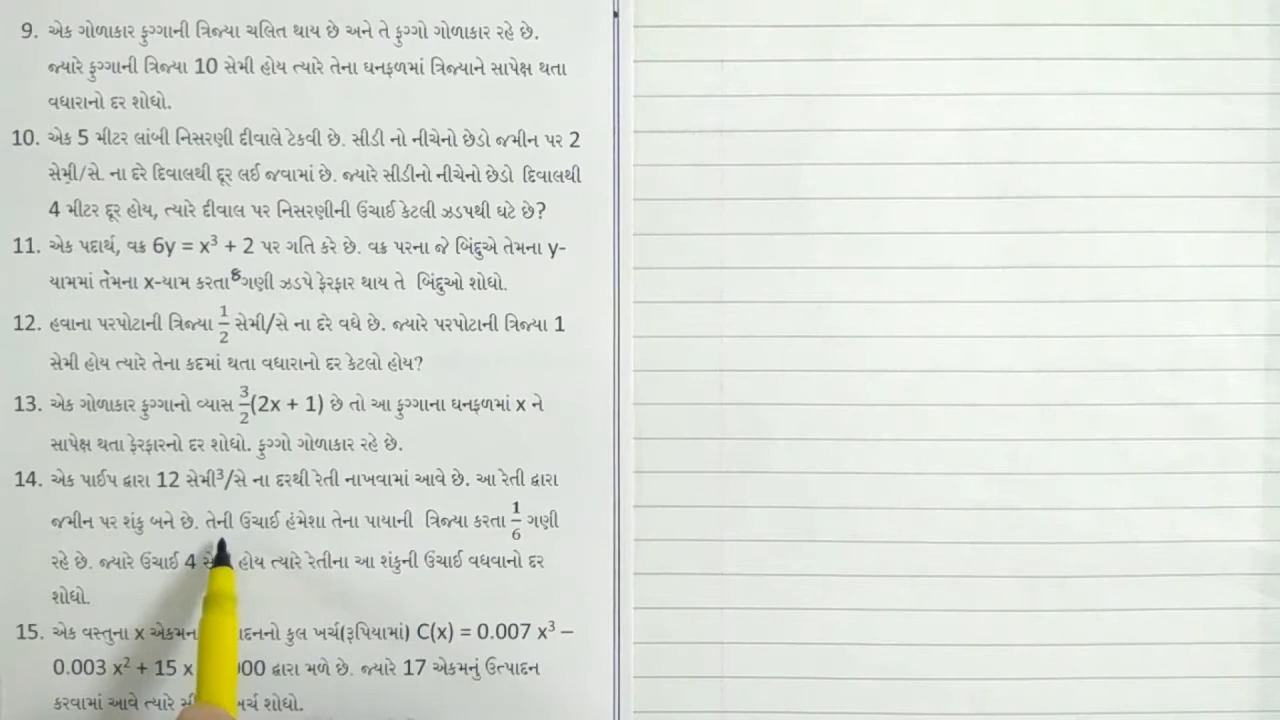 9. એક ગોળાકાર ફુગ્ગાની ત્રિજ્યા ચલિત થાય છે અને તે ફુગ્ગો ગોળાકાર રહે છે.
જ્યારે ફુગ્ગાની ત્રિજ્યા 10 સેમી હોય ત્યારે તેના ઘનફળમાં ત્રિજ્યાને સાપેક્ષ થતા
વધારાનો દર શોધો.
10. એક 5 મીટર લાંબી નિસરણી દીવાલે ટેકવી છે. સીડી નો નીચેનો છેડો જમીન પર 2
સેમી/સે. ના દરે દિવાલથી દૂર લઈ જવામાં છે. જ્યારે સીડીનો નીચેનો છેડો દિવાલથી
4 મીટર દૂર હોય, ત્યારે દીવાલ પર નિસરણીની ઉંચાઈ કેટલી ઝડપથી ઘટે છે?
11. એક પદાર્થ, વક્ર 6y = x³ + 2 પર ગતિ કરે છે. વક્ર પરના જે બિંદુએ તેમના y-
યામમાં તેમના x-યામ કરતા 8 ગણી ઝડપે ફેરફાર થાય તે બિંદુઓ શોધો.
12. હવાના પરપોટાની ત્રિજ્યા 1/2 સેમી/સે ના દરે વધે છે. જ્યારે પરપોટાની ત્રિજ્યા 1
સેમી હોય ત્યારે તેના કદમાં થતા વધારાનો દર કેટલો હોય?
13. એક ગોળાકાર ફુગ્ગાનો વ્યાસ 3/2(2x + 1) છે તો આ ફુગ્ગાના ઘનફળમાં x ને
સાપેક્ષ થતા ફેરફારનો દર શોધો. ફુગ્ગો ગોળાકાર રહે છે.
14. એક પાઈપ દ્વારા 12 સેમી³/સે ના દરથી રેતી નાખવામાં આવે છે. આ રેતી દ્વારા
જમીન પર શંકુ બને છે. તેની ઉંચાઈ હંમેશા તેના પાયાની ત્રિજ્યા કરતા 1/6 ગણી
રહે છે. જ્યારે ઉંચાઈ 4 હોય ત્યારે રેતીના આ શંકુની ઉંચાઈ વધવાનો દર
શોધો.
15. એક વસ્તુના x કુલ ખર્ચ(રૂપિયામાં) C(x) = 0.007 x³ –
0.003 x² + 15 x દ્વારા મળે છે. જ્યારે 17 એકમનું ઉત્પાદન
કરવામાં આવે ત્યારે શોધો.